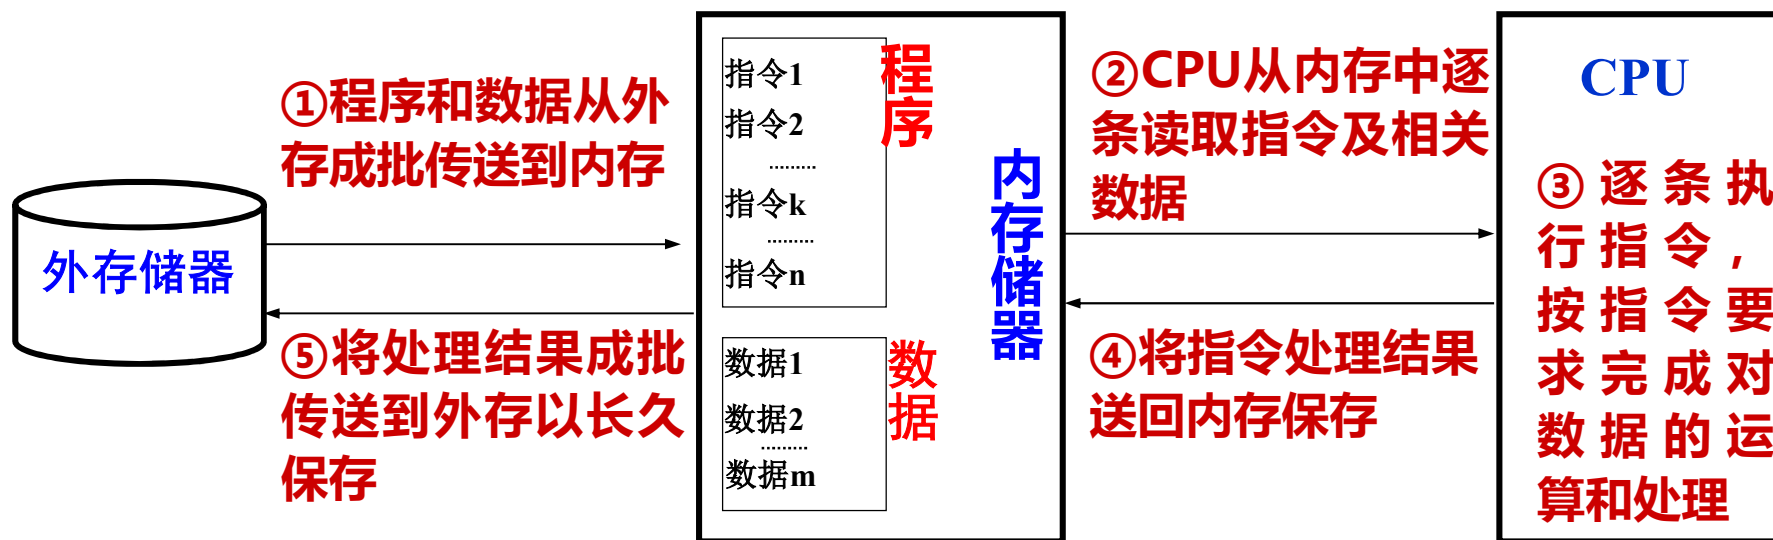 外存储器
①程序和数据从外
存成批传送到内存
⑤将处理结果成批
传送到外存以长久
保存
指令1
指令2
.........
指令k
.........
指令n
程序
数据1
数据2
.........
数据m
数据
内存储器
②CPU从内存中逐
条读取指令及相关
数据
④将指令处理结果
送回内存保存
CPU
③逐条执
行指令，
按指令要
求完成对
数据的运
算和处理